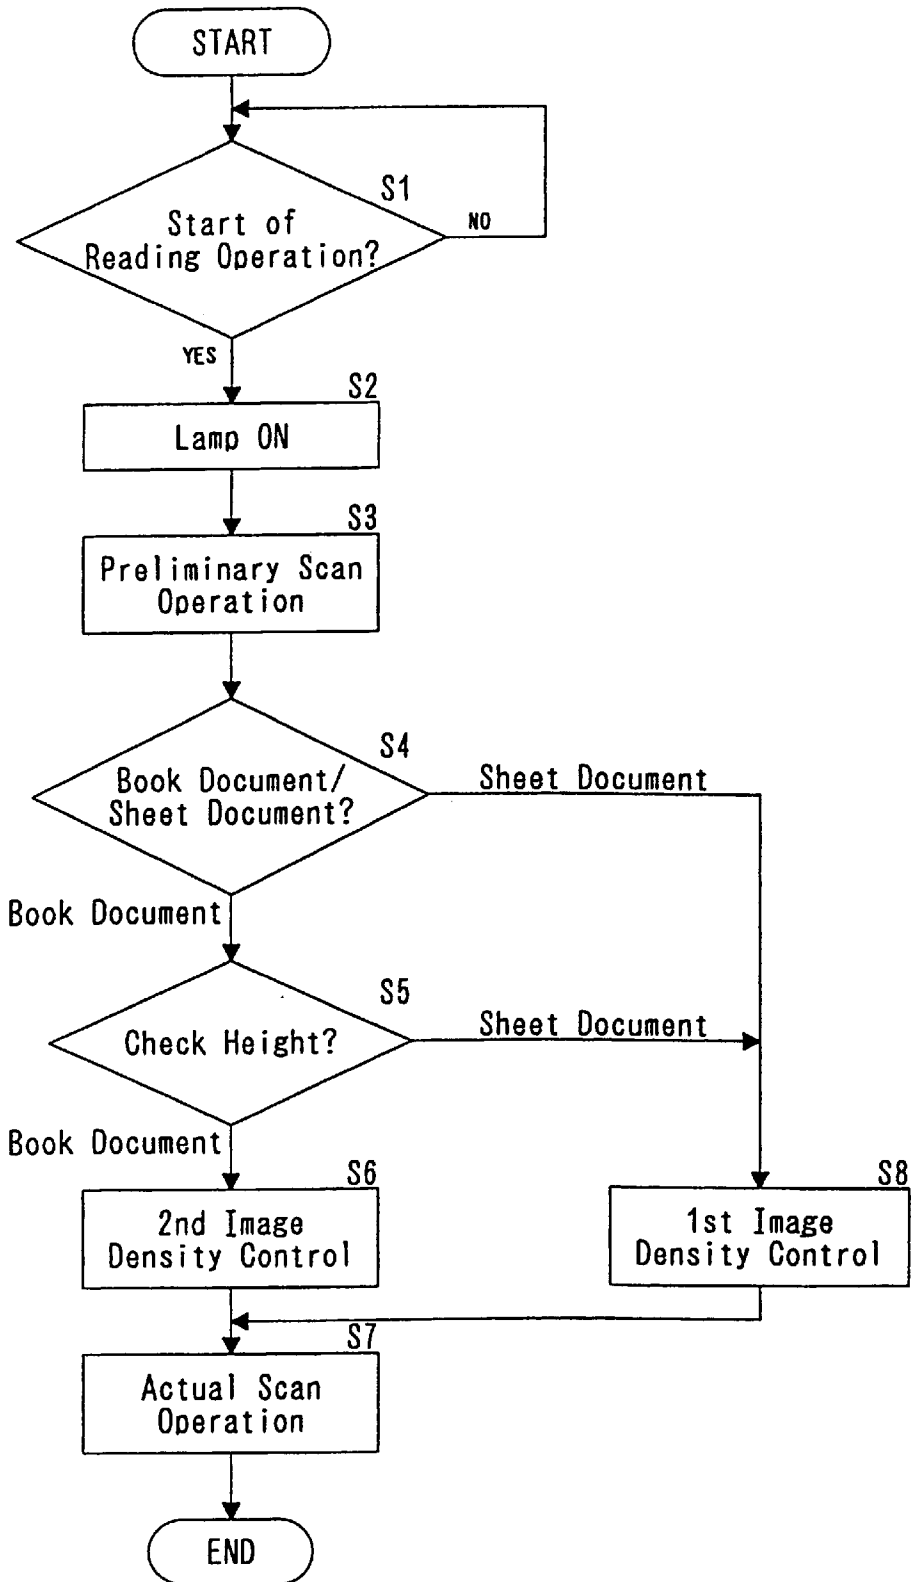 START
S1
Start of
Reading Operation?
NO
YES
S2
Lamp ON
S3
Preliminary Scan
Operation
S4
Book Document/
Sheet Document?
Sheet Document
Book Document
S5
Check Height?
Sheet Document
Book Document
S6
2nd Image
Density Control
S8
1st Image
Density Control
S7
Actual Scan
Operation
END